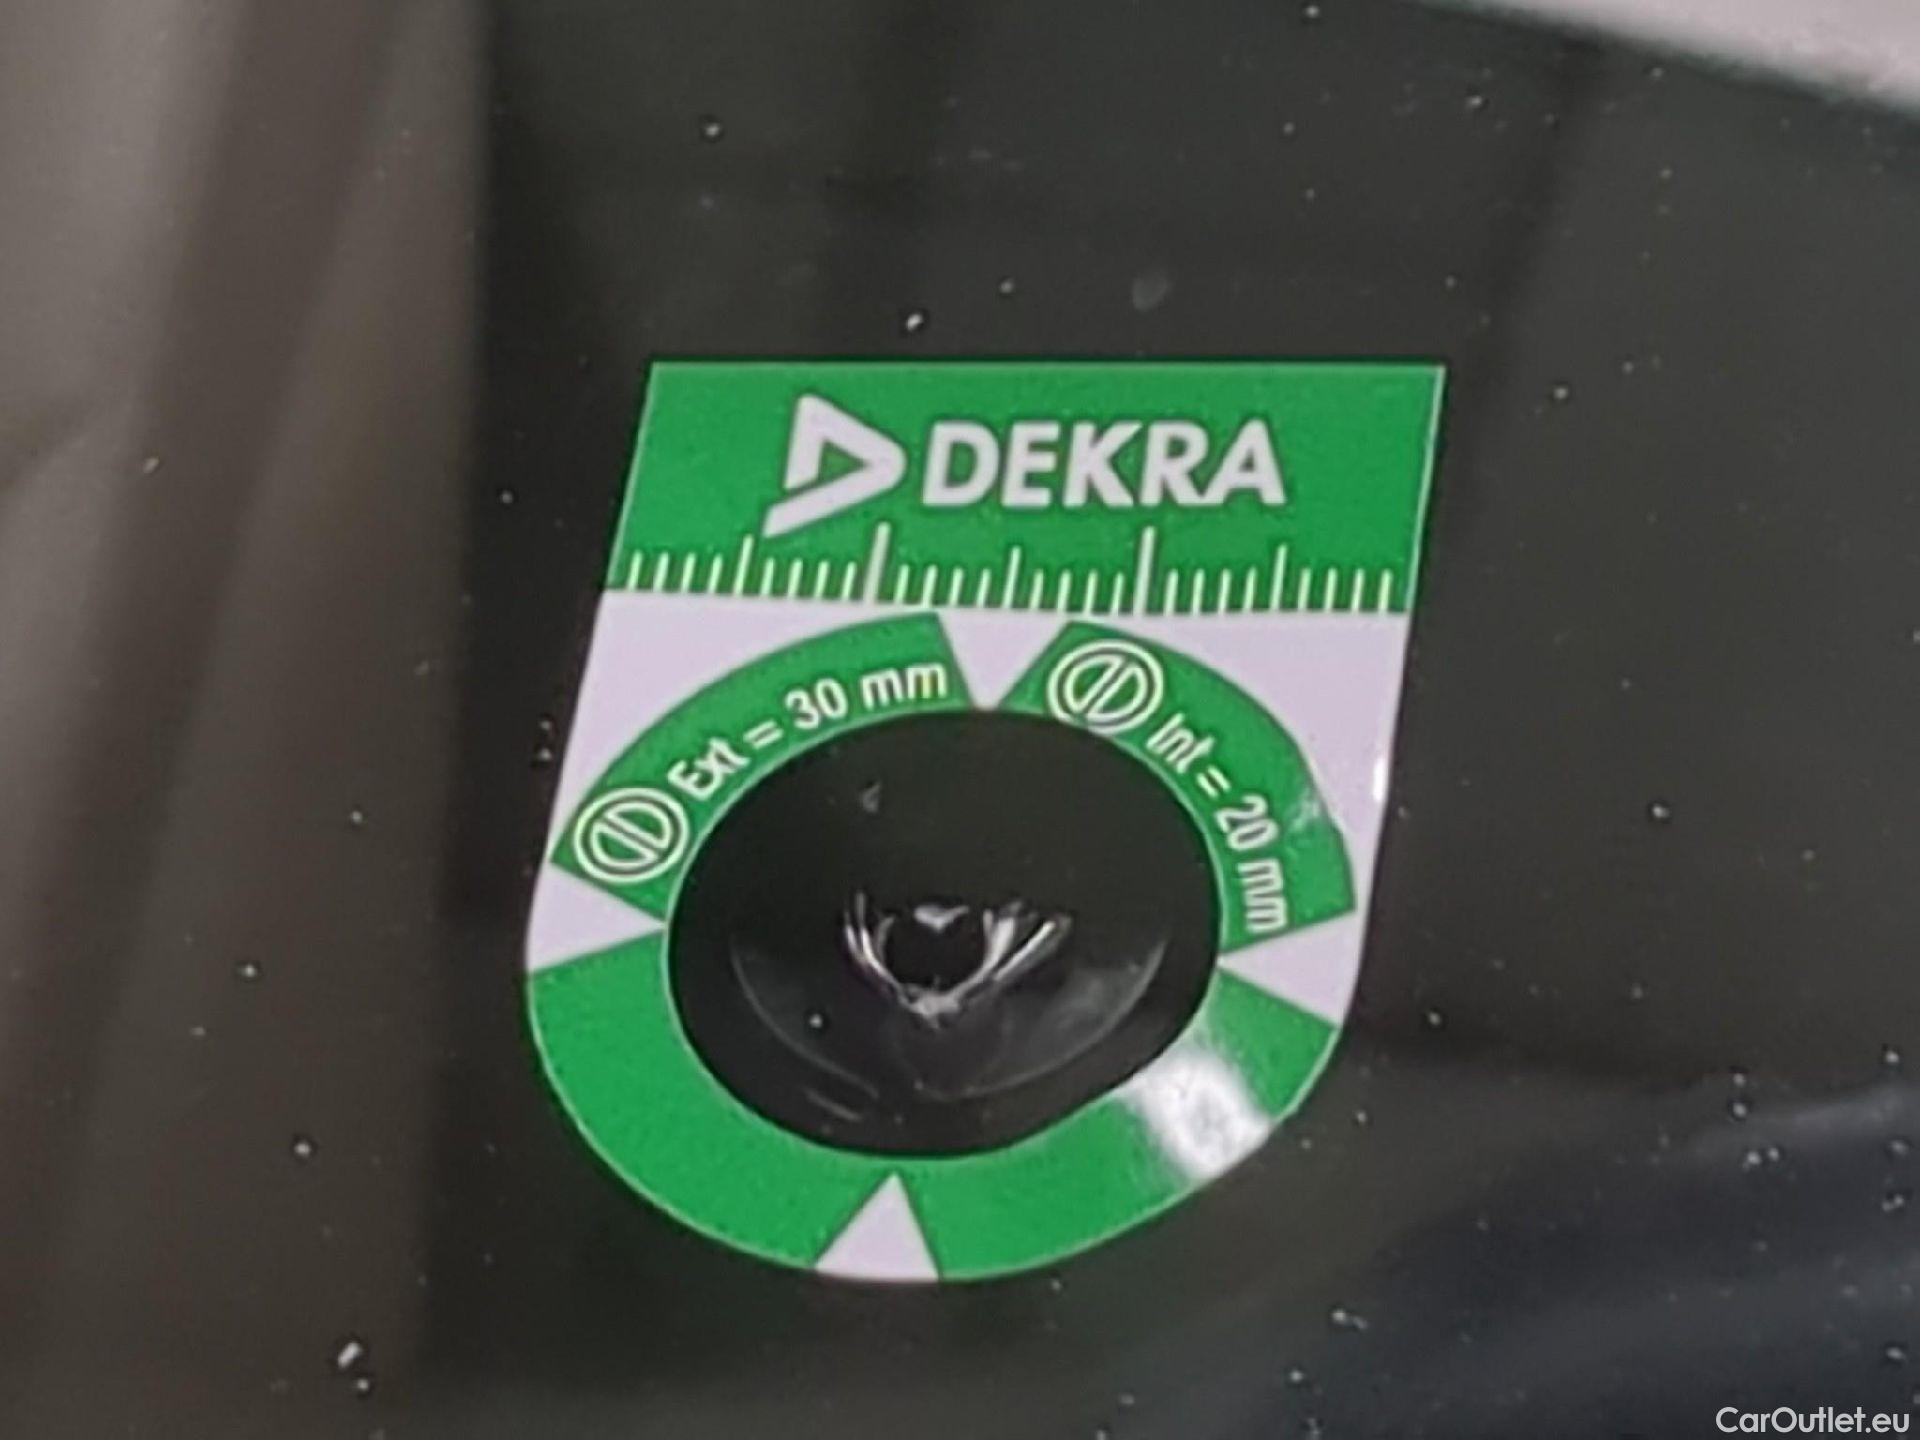 DEKRA
Ext = 30 mm
Int = 20 mm
CarOutlet.eu